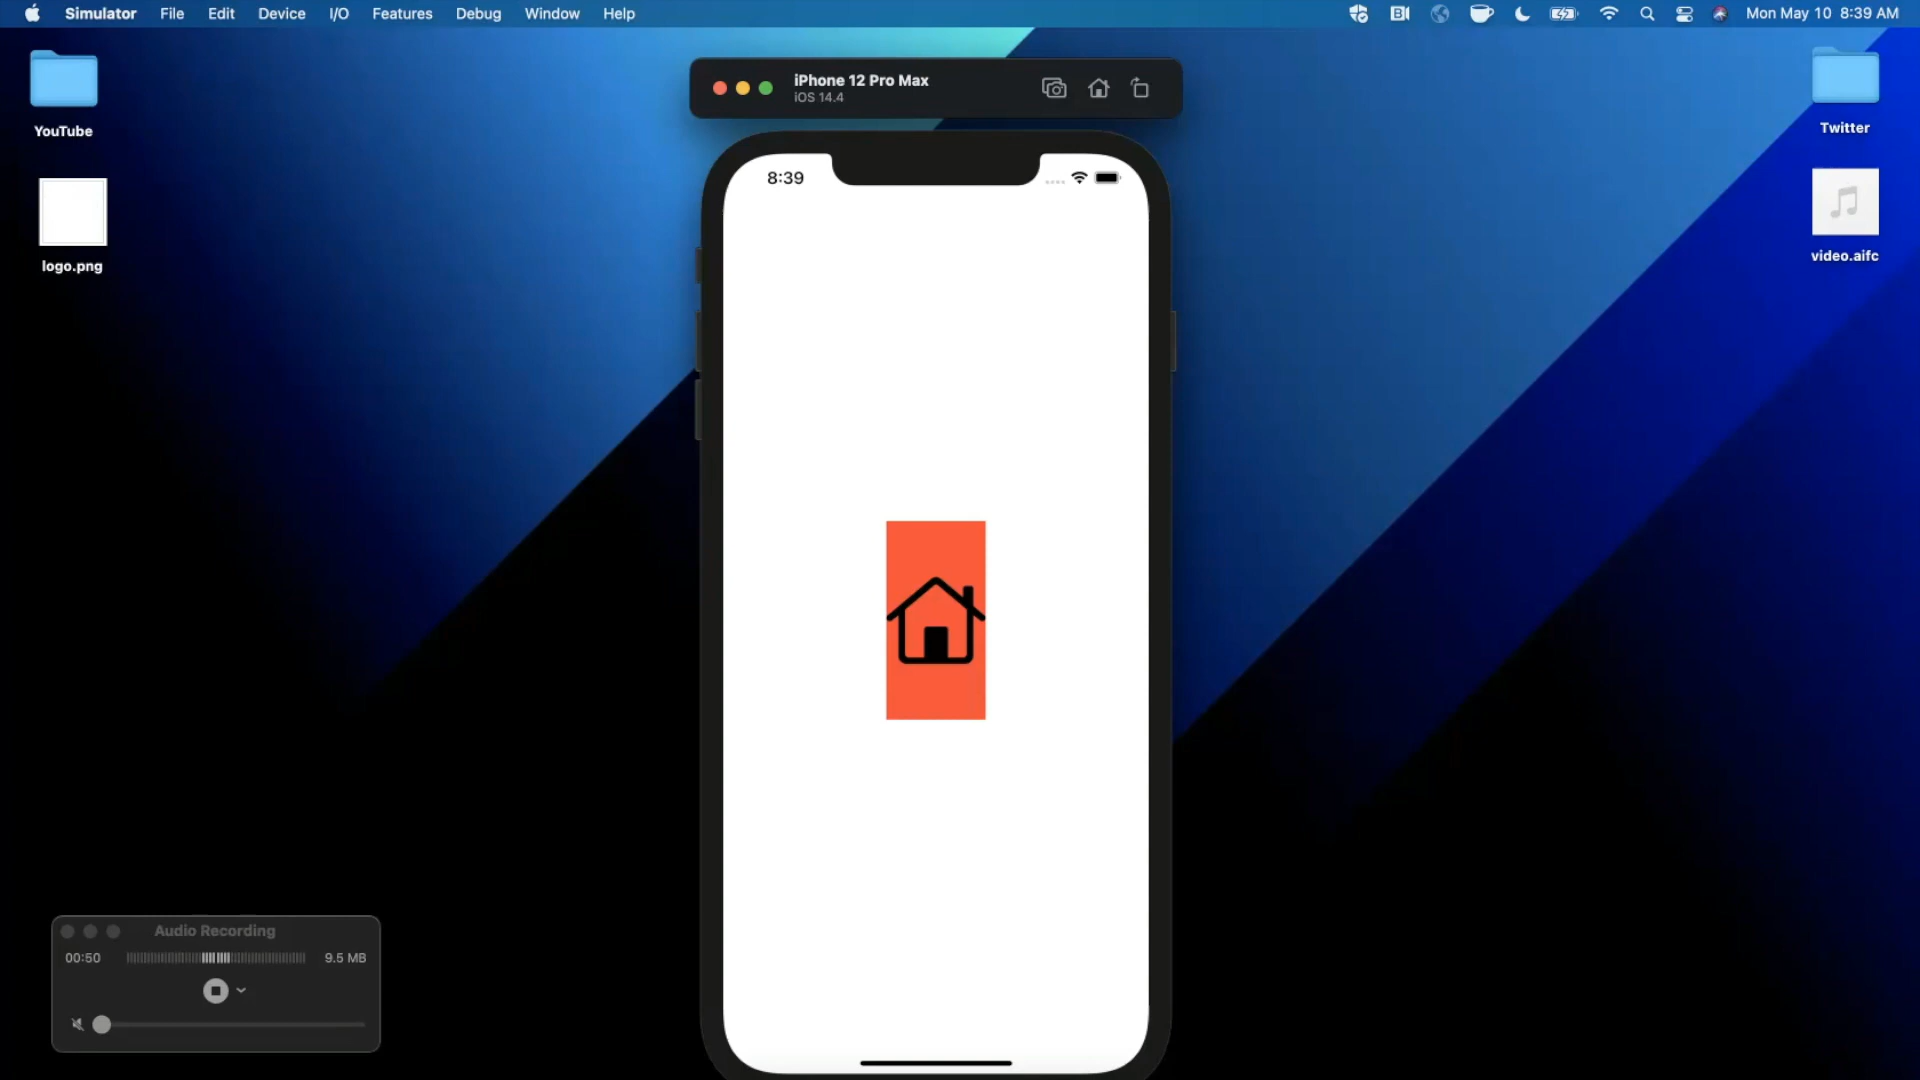 Simulator File Edit Device I/O Features Debug Window Help Mon May 10 8:39 AM
YouTube
logo.png
iPhone 12 Pro Max
iOS 14.4
8:39
Twitter
video.aifc
Audio Recording
00:50 9.5 MB